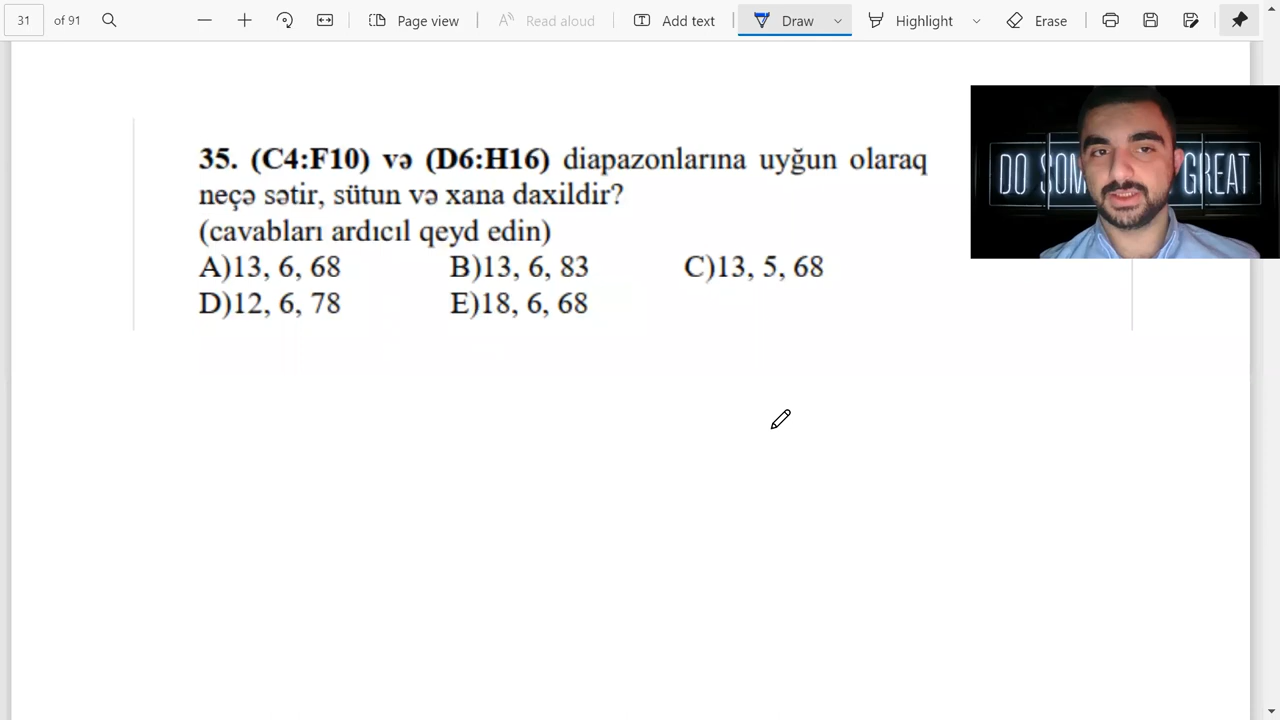 31 of 91 Page view Read aloud Add text Draw Highlight Erase
35. (C4:F10) və (D6:H16) diapazonlarına uyğun olaraq
neçə sətir, sütun və xana daxildir?
(cavabları ardıcıl qeyd edin)
A)13, 6, 68 B)13, 6, 83 C)13, 5, 68
D)12, 6, 78 E)18, 6, 68
DO SOM GREAT